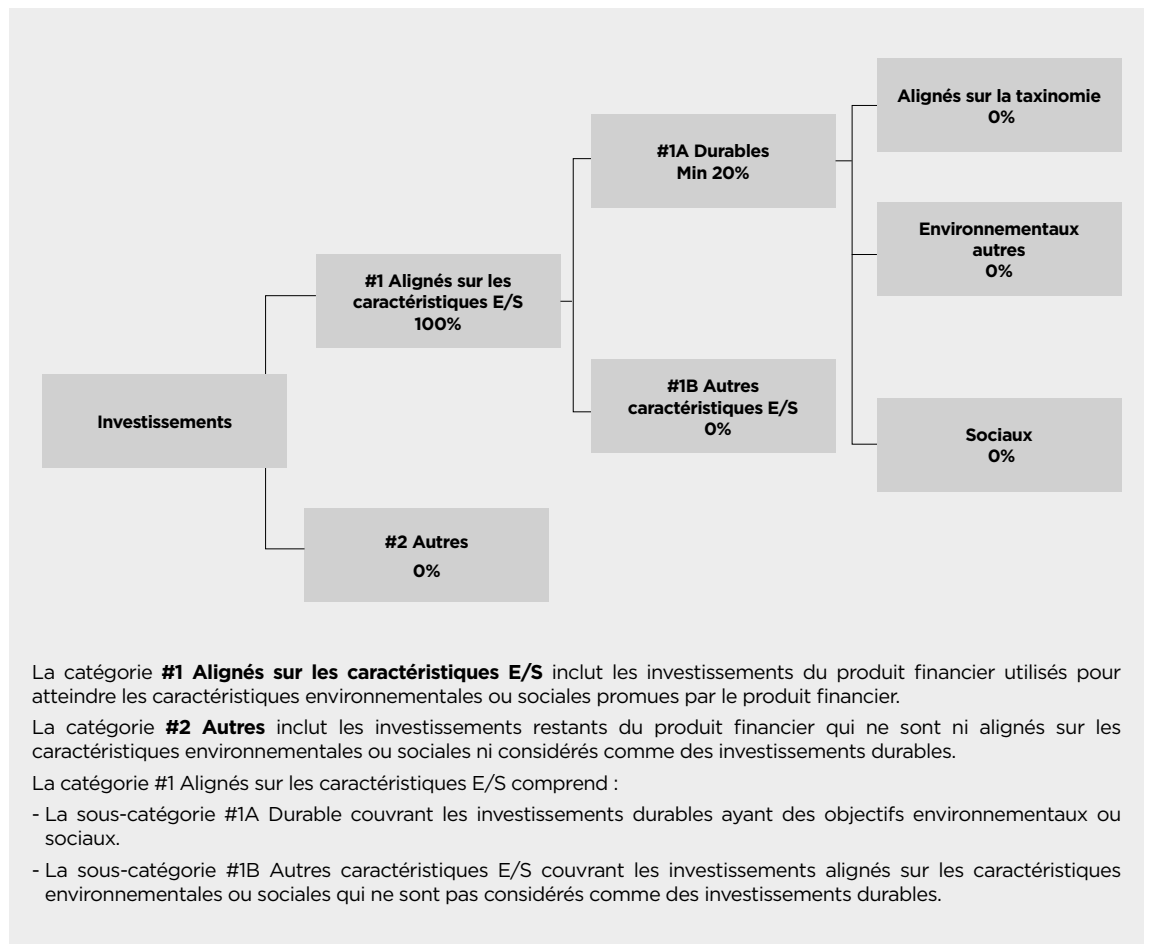 Alignés sur la taxinomie
0%
#1A Durables
Min 20%
Environnementaux
autres
0%
#1 Alignés sur les
caractéristiques E/S
100%
#1B Autres
caractéristiques E/S
0%
Investissements
Sociaux
0%
#2 Autres
0%
La catégorie #1 Alignés sur les caractéristiques E/S inclut les investissements du produit financier utilisés pour
atteindre les caractéristiques environnementales ou sociales promues par le produit financier.
La catégorie #2 Autres inclut les investissements restants du produit financier qui ne sont ni alignés sur les
caractéristiques environnementales ou sociales ni considérés comme des investissements durables.
La catégorie #1 Alignés sur les caractéristiques E/S comprend :
- La sous-catégorie #1A Durable couvrant les investissements durables ayant des objectifs environnementaux ou
sociaux.
- La sous-catégorie #1B Autres caractéristiques E/S couvrant les investissements alignés sur les caractéristiques
environnementales ou sociales qui ne sont pas considérés comme des investissements durables.